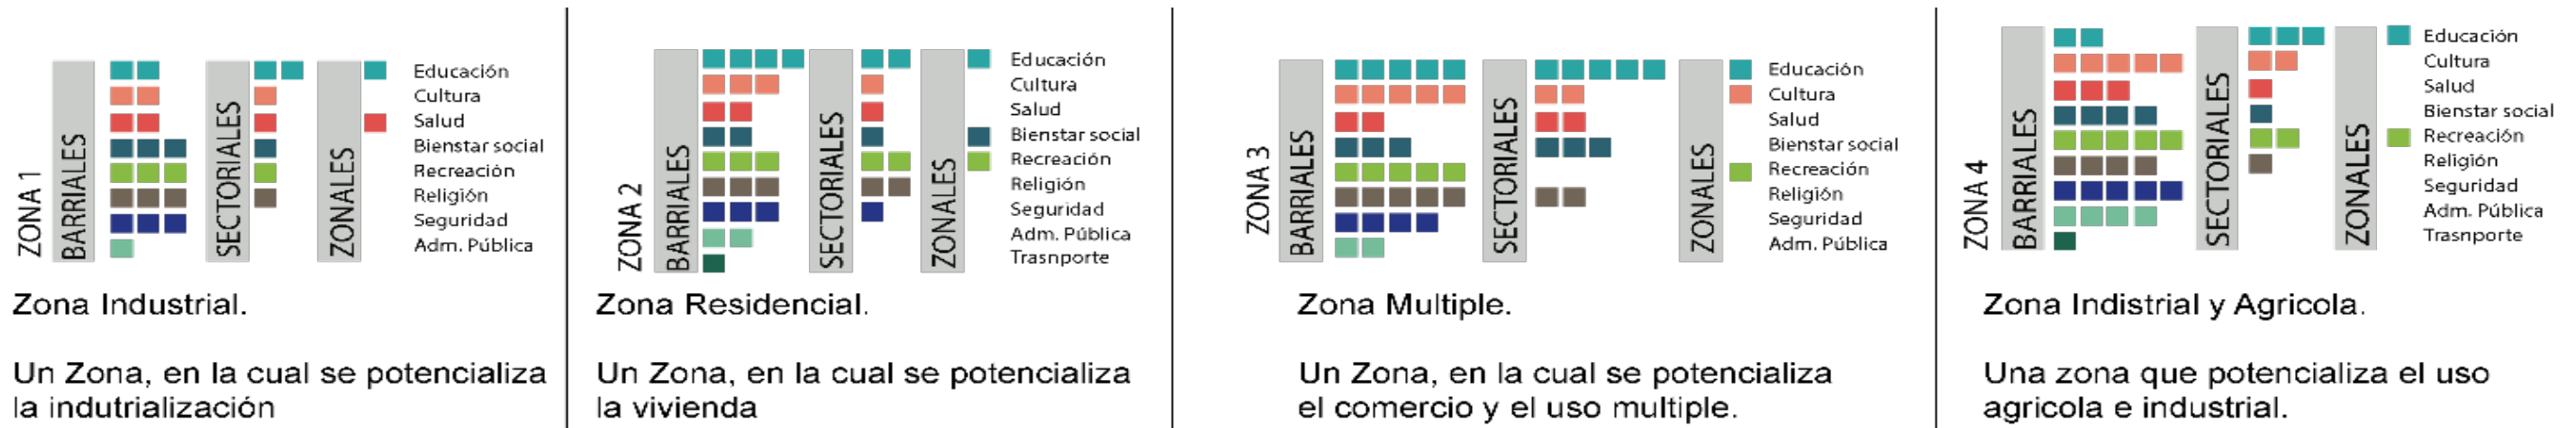 ZONA 1
BARRIALES
SECTORIALES
ZONALES
Educación
Cultura
Salud
Bienstar social
Recreación
Religión
Seguridad
Adm. Pública
Zona Industrial.
Un Zona, en la cual se potencializa
la indutrialización
ZONA 2
BARRIALES
SECTORIALES
ZONALES
Educación
Cultura
Salud
Bienstar social
Recreación
Religión
Seguridad
Adm. Pública
Trasnporte
Zona Residencial.
Un Zona, en la cual se potencializa
la vivienda
ZONA 3
BARRIALES
SECTORIALES
ZONALES
Educación
Cultura
Salud
Bienstar social
Recreación
Religión
Seguridad
Adm. Pública
Zona Multiple.
Un Zona, en la cual se potencializa
el comercio y el uso multiple.
ZONA 4
BARRIALES
SECTORIALES
ZONALES
Educación
Cultura
Salud
Bienstar social
Recreación
Religión
Seguridad
Adm. Pública
Trasnporte
Zona Indistrial y Agricola.
Una zona que potencializa el uso
agricola e industrial.